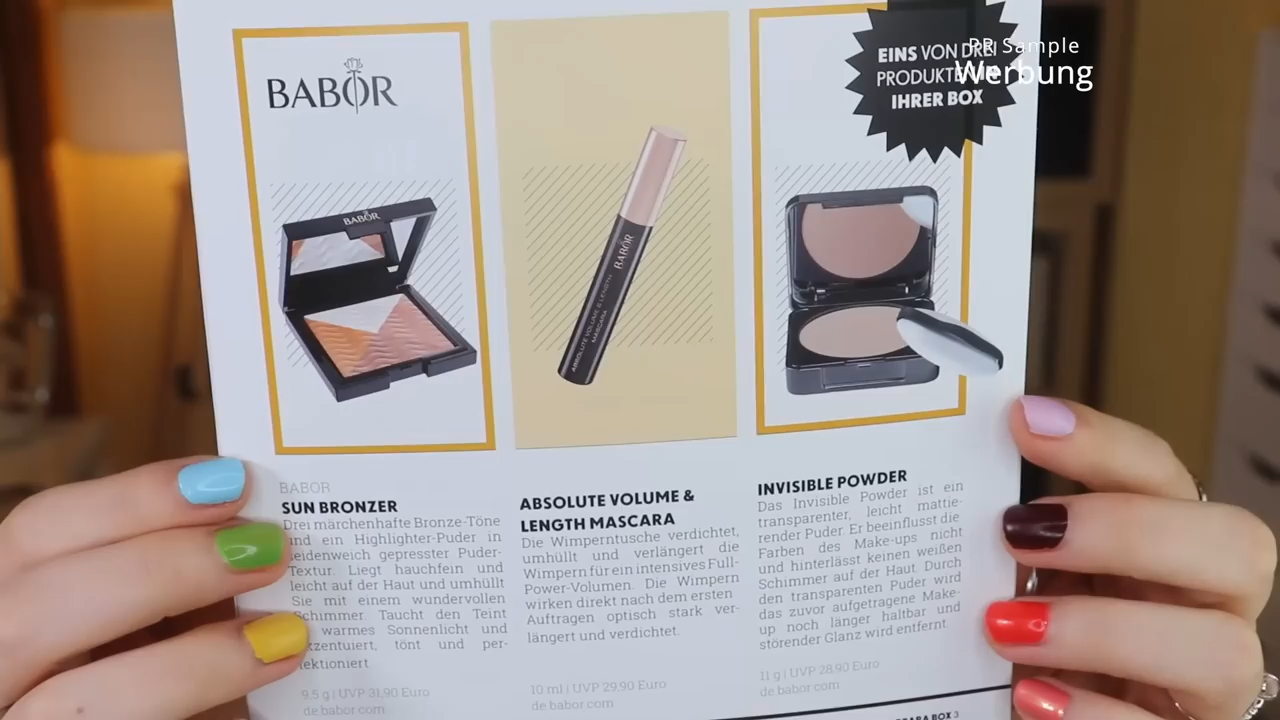 BABOR
EINS VON DREI
PRODUKTEN IN
IHRER BOX
PR Sample
Werbung
BABOR
BABOR
ABSOLUTE VOLUME & LENGTH
MASCARA
BABOR
SUN BRONZER
Drei märchenhafte Bronze-Töne
und ein Highlighter-Puder in
seidenweich gepresster Puder-
Textur. Liegt hauchfein und
leicht auf der Haut und umhüllt
Sie mit einem wundervollen
Schimmer. Taucht den Teint
warmes Sonnenlicht und
akzentuiert, tönt und per-
fektioniert.
9,5 g | UVP 31,90 Euro
de.babor.com
ABSOLUTE VOLUME &
LENGTH MASCARA
Die Wimperntusche verdichtet,
umhüllt und verlängert die
Wimpern für ein intensives Full-
Power-Volumen. Die Wimpern
wirken direkt nach dem ersten
Auftragen optisch stark ver-
längert und verdichtet.
10 ml | UVP 29,90 Euro
de.babor.com
INVISIBLE POWDER
Das Invisible Powder ist ein
transparenter, leicht mattie-
render Puder. Er beeinflusst die
Farben des Make-ups nicht
und hinterlässt keinen weißen
Schimmer auf der Haut. Durch
den transparenten Puder wird
das zuvor aufgetragene Make-
up noch länger haltbar und
störender Glanz wird entfernt.
11 g | UVP 28,90 Euro
de.babor.com
BOX 3